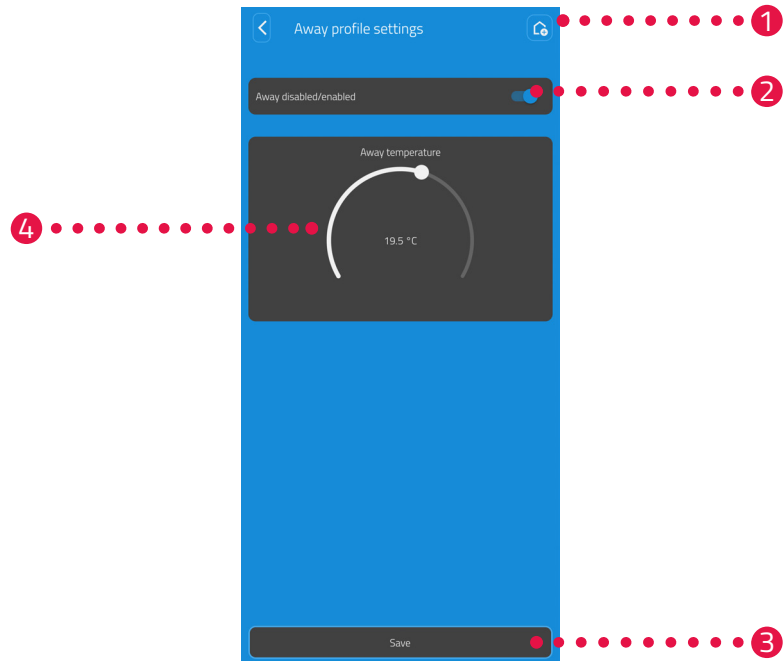 Away profile settings
1
Away disabled/enabled
2
Away temperature
4
19.5 °C
Save
3